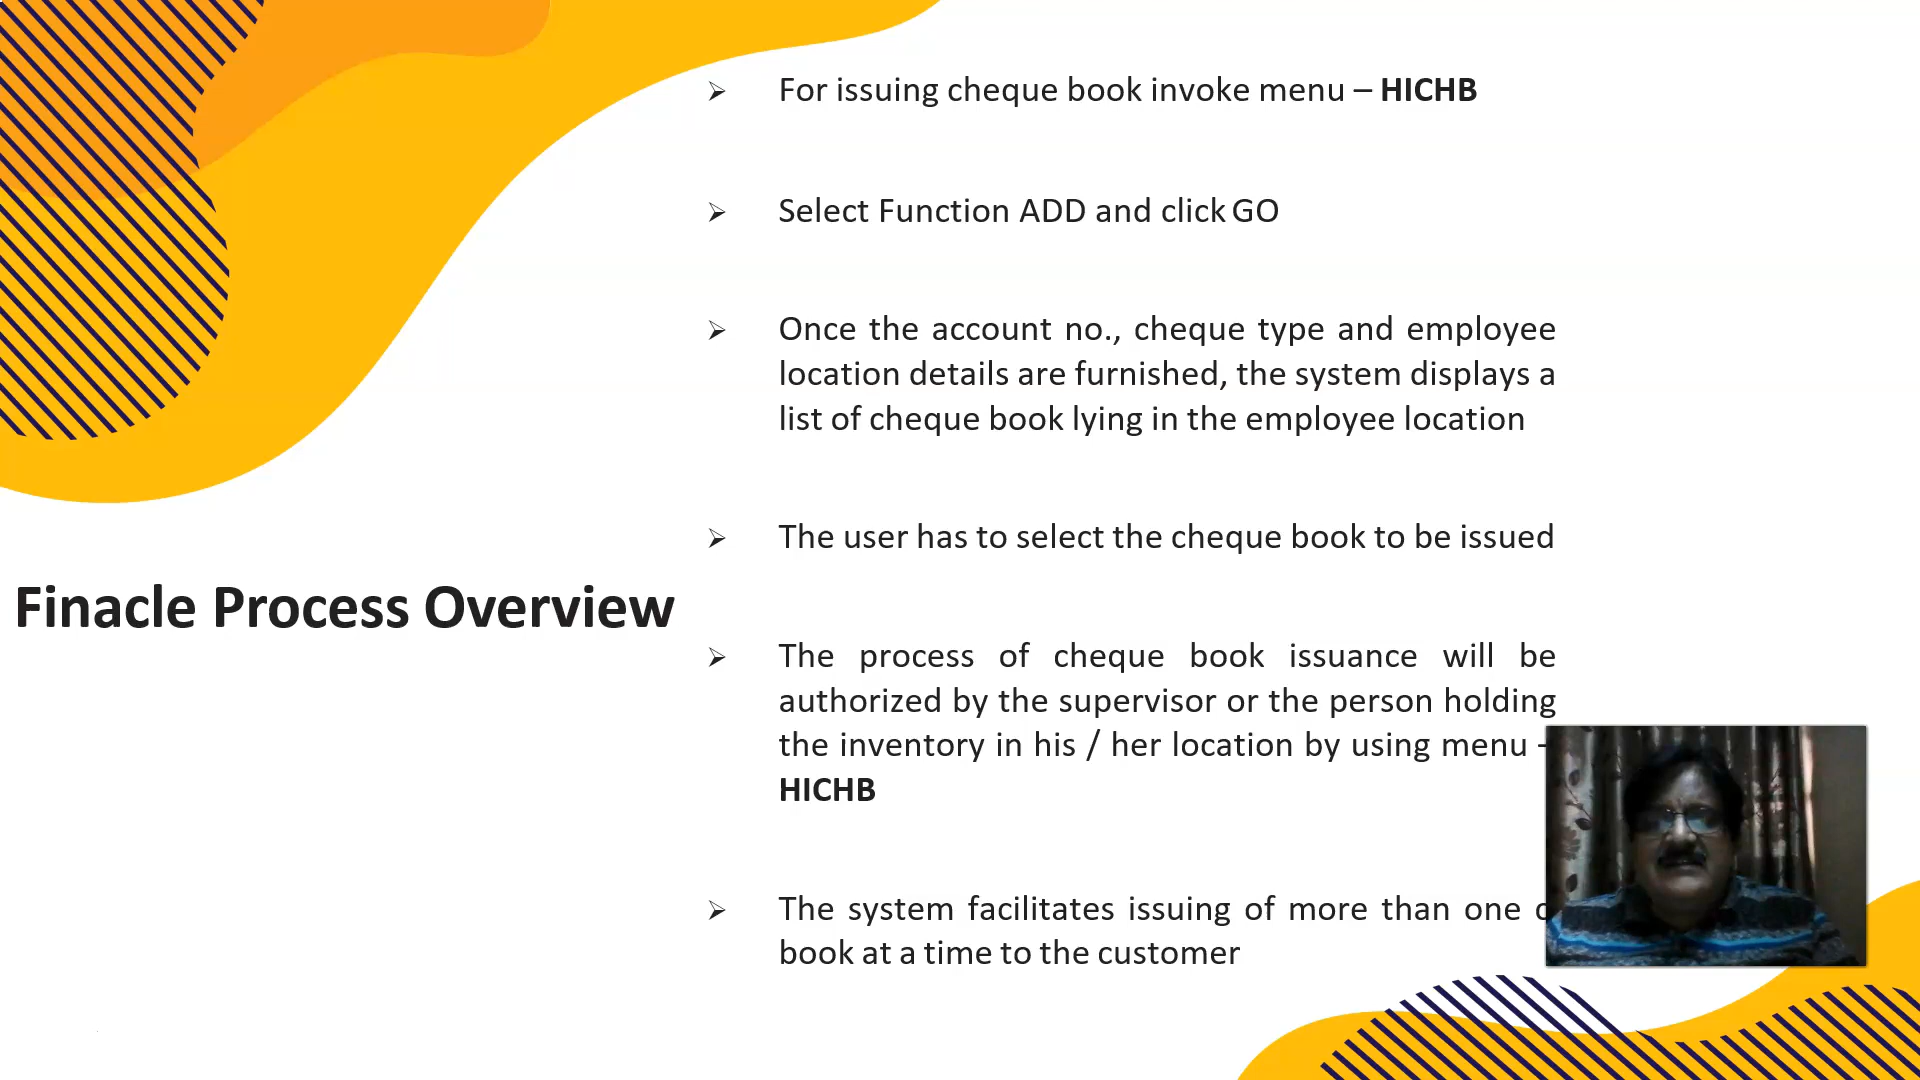 For issuing cheque book invoke menu – HICHB
Select Function ADD and click GO
Once the account no., cheque type and employee
location details are furnished, the system displays a
list of cheque book lying in the employee location
The user has to select the cheque book to be issued
Finacle Process Overview
The process of cheque book issuance will be
authorized by the supervisor or the person holding
the inventory in his / her location by using menu -
HICHB
The system facilitates issuing of more than one
book at a time to the customer